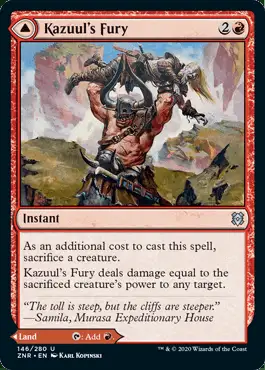 Kazuul's Fury 2
Instant
As an additional cost to cast this spell,
sacrifice a creature.
Kazuul's Fury deals damage equal to the
sacrificed creature's power to any target.
"The toll is steep, but the cliffs are steeper."
—Samila, Murasa Expeditionary House
Land : Add .
146/280 U
ZNR • EN Karl Kopinski
™ & © 2020 Wizards of the Coast